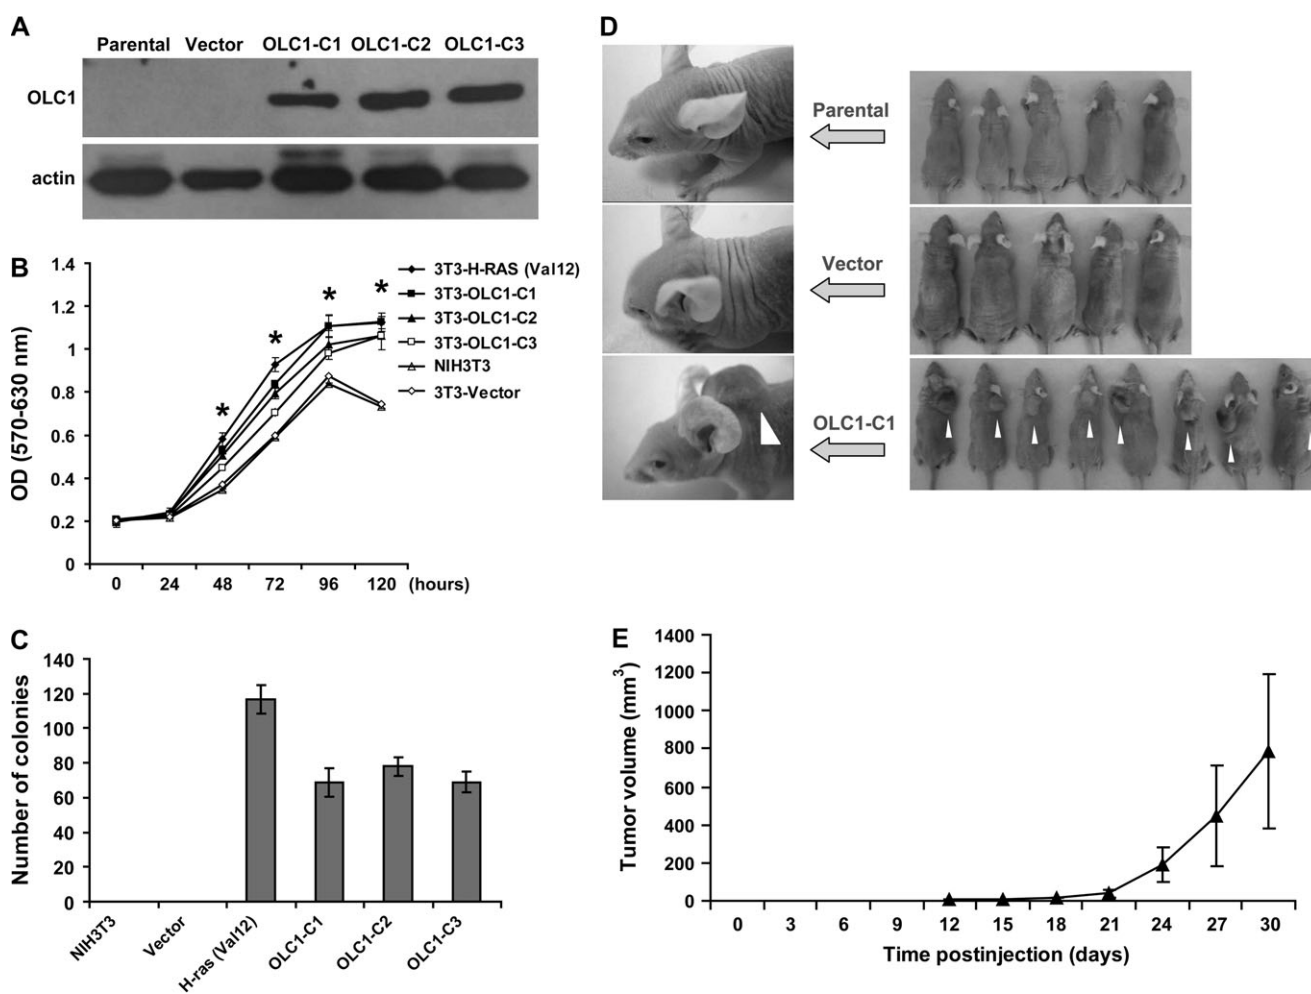 A
Parental Vector OLC1-C1 OLC1-C2 OLC1-C3
OLC1
actin
B
OD (570-630 nm)
1.4
1.2
1
0.8
0.6
0.4
0.2
0
0 24 48 72 96 120 (hours)
* * * *
3T3-H-RAS (Val12)
3T3-OLC1-C1
3T3-OLC1-C2
3T3-OLC1-C3
NIH3T3
3T3-Vector
C
Number of colonies
140
120
100
80
60
40
20
0
NIH3T3
Vector
H-ras (Val12)
OLC1-C1
OLC1-C2
OLC1-C3
D
Parental
Vector
OLC1-C1
E
Tumor volume (mm³)
1400
1200
1000
800
600
400
200
0
0 3 6 9 12 15 18 21 24 27 30
Time postinjection (days)